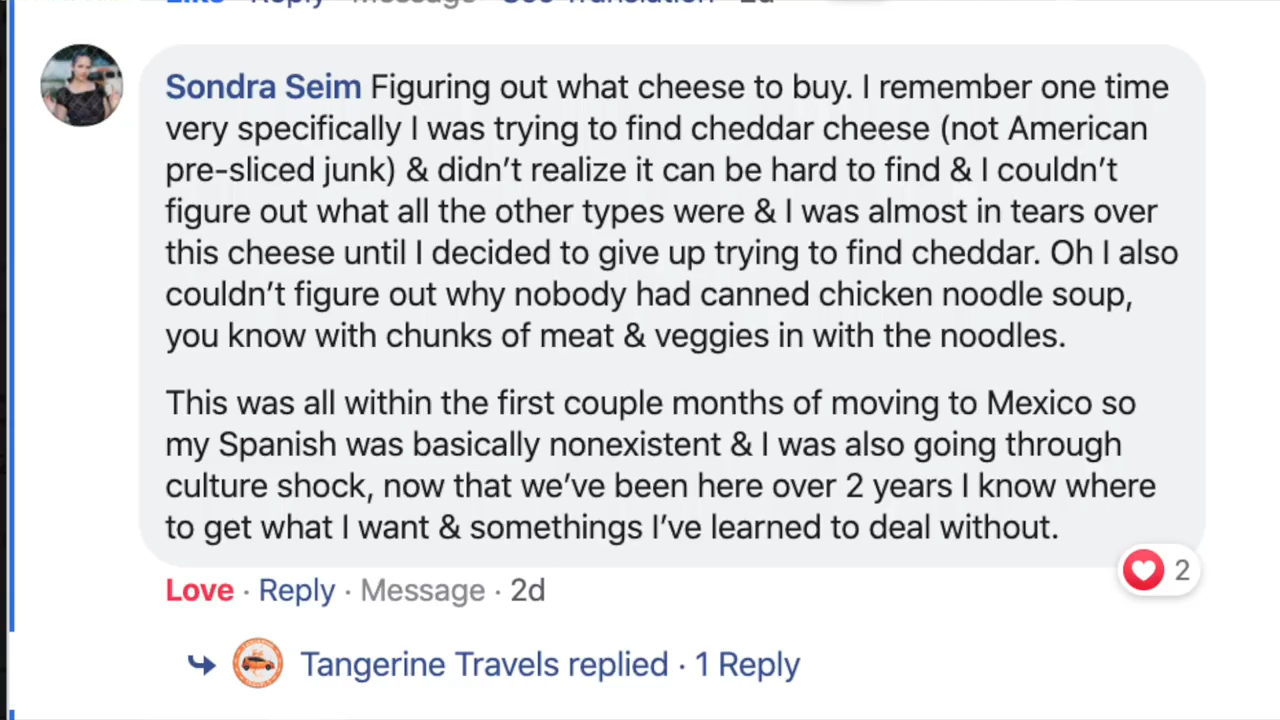 Like Reply Message See Translation 2d
Sondra Seim Figuring out what cheese to buy. I remember one time
very specifically I was trying to find cheddar cheese (not American
pre-sliced junk) & didn’t realize it can be hard to find & I couldn’t
figure out what all the other types were & I was almost in tears over
this cheese until I decided to give up trying to find cheddar. Oh I also
couldn’t figure out why nobody had canned chicken noodle soup,
you know with chunks of meat & veggies in with the noodles.
This was all within the first couple months of moving to Mexico so
my Spanish was basically nonexistent & I was also going through
culture shock, now that we’ve been here over 2 years I know where
to get what I want & somethings I’ve learned to deal without.
2
Love · Reply · Message · 2d
Tangerine Travels replied · 1 Reply